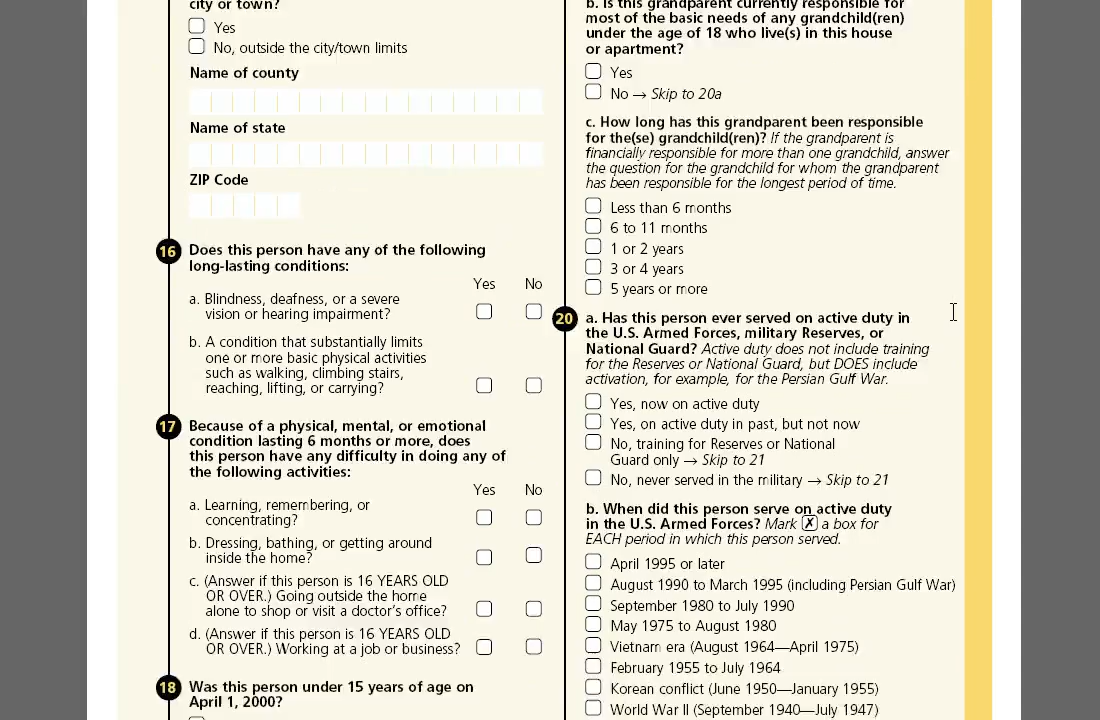 city or town?
Yes
No, outside the city/town limits
Name of county
Name of state
ZIP Code
16 Does this person have any of the following
long-lasting conditions:
Yes No
a. Blindness, deafness, or a severe
vision or hearing impairment?
b. A condition that substantially limits
one or more basic physical activities
such as walking, climbing stairs,
reaching, lifting, or carrying?
17 Because of a physical, mental, or emotional
condition lasting 6 months or more, does
this person have any difficulty in doing any of
the following activities:
Yes No
a. Learning, remembering, or
concentrating?
b. Dressing, bathing, or getting around
inside the home?
c. (Answer if this person is 16 YEARS OLD
OR OVER.) Going outside the home
alone to shop or visit a doctor's office?
d. (Answer if this person is 16 YEARS OLD
OR OVER.) Working at a job or business?
18 Was this person under 15 years of age on
April 1, 2000?
b. Is this grandparent currently responsible for
most of the basic needs of any grandchild(ren)
under the age of 18 who live(s) in this house
or apartment?
Yes
No → Skip to 20a
c. How long has this grandparent been responsible
for the(se) grandchild(ren)? If the grandparent is
financially responsible for more than one grandchild, answer
the question for the grandchild for whom the grandparent
has been responsible for the longest period of time.
Less than 6 months
6 to 11 months
1 or 2 years
3 or 4 years
5 years or more
20 a. Has this person ever served on active duty in
the U.S. Armed Forces, military Reserves, or
National Guard? Active duty does not include training
for the Reserves or National Guard, but DOES include
activation, for example, for the Persian Gulf War.
Yes, now on active duty
Yes, on active duty in past, but not now
No, training for Reserves or National
Guard only → Skip to 21
No, never served in the military → Skip to 21
b. When did this person serve on active duty
in the U.S. Armed Forces? Mark ☒ a box for
EACH period in which this person served.
April 1995 or later
August 1990 to March 1995 (including Persian Gulf War)
September 1980 to July 1990
May 1975 to August 1980
Vietnam era (August 1964—April 1975)
February 1955 to July 1964
Korean conflict (June 1950—January 1955)
World War II (September 1940—July 1947)